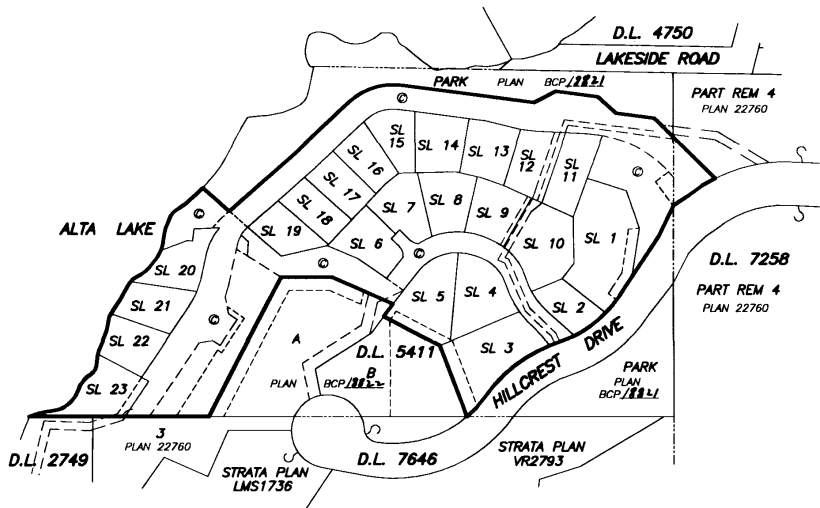 D.L. 4750
LAKESIDE ROAD
PARK PLAN BCP18821
PART REM 4
PLAN 22760
©
SL 15
SL 14
SL 13
SL 12
SL 11
SL 16
SL 17
SL 18
SL 19
SL 7
SL 8
SL 9
SL 10
SL 1
©
©
ALTA LAKE
SL 6
©
©
SL 20
SL 21
SL 22
SL 23
©
SL 5
SL 4
SL 2
SL 3
D.L. 7258
PART REM 4
PLAN 22760
A
PLAN
D.L. 5411
B
BCP18822
HILLCREST DRIVE
PARK
PLAN
BCP18821
3
PLAN 22760
D.L. 2749
STRATA PLAN
LMS1736
D.L. 7646
STRATA PLAN
VR2793